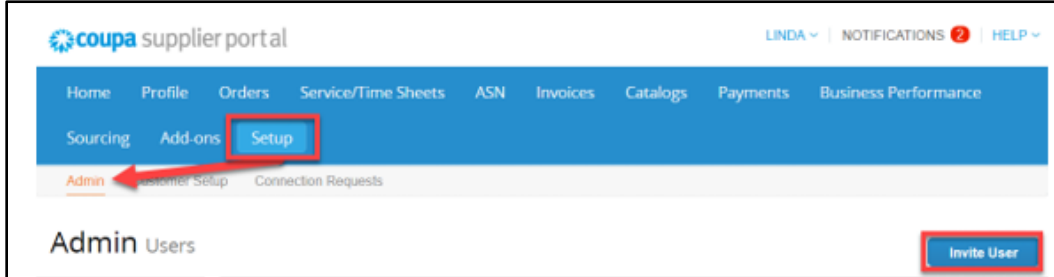 coupa supplier portal LINDA NOTIFICATIONS 2 HELP
Home Profile Orders Service/Time Sheets ASN Invoices Catalogs Payments Business Performance
Sourcing Add-ons Setup
Admin Customer Setup Connection Requests
Admin Users Invite User